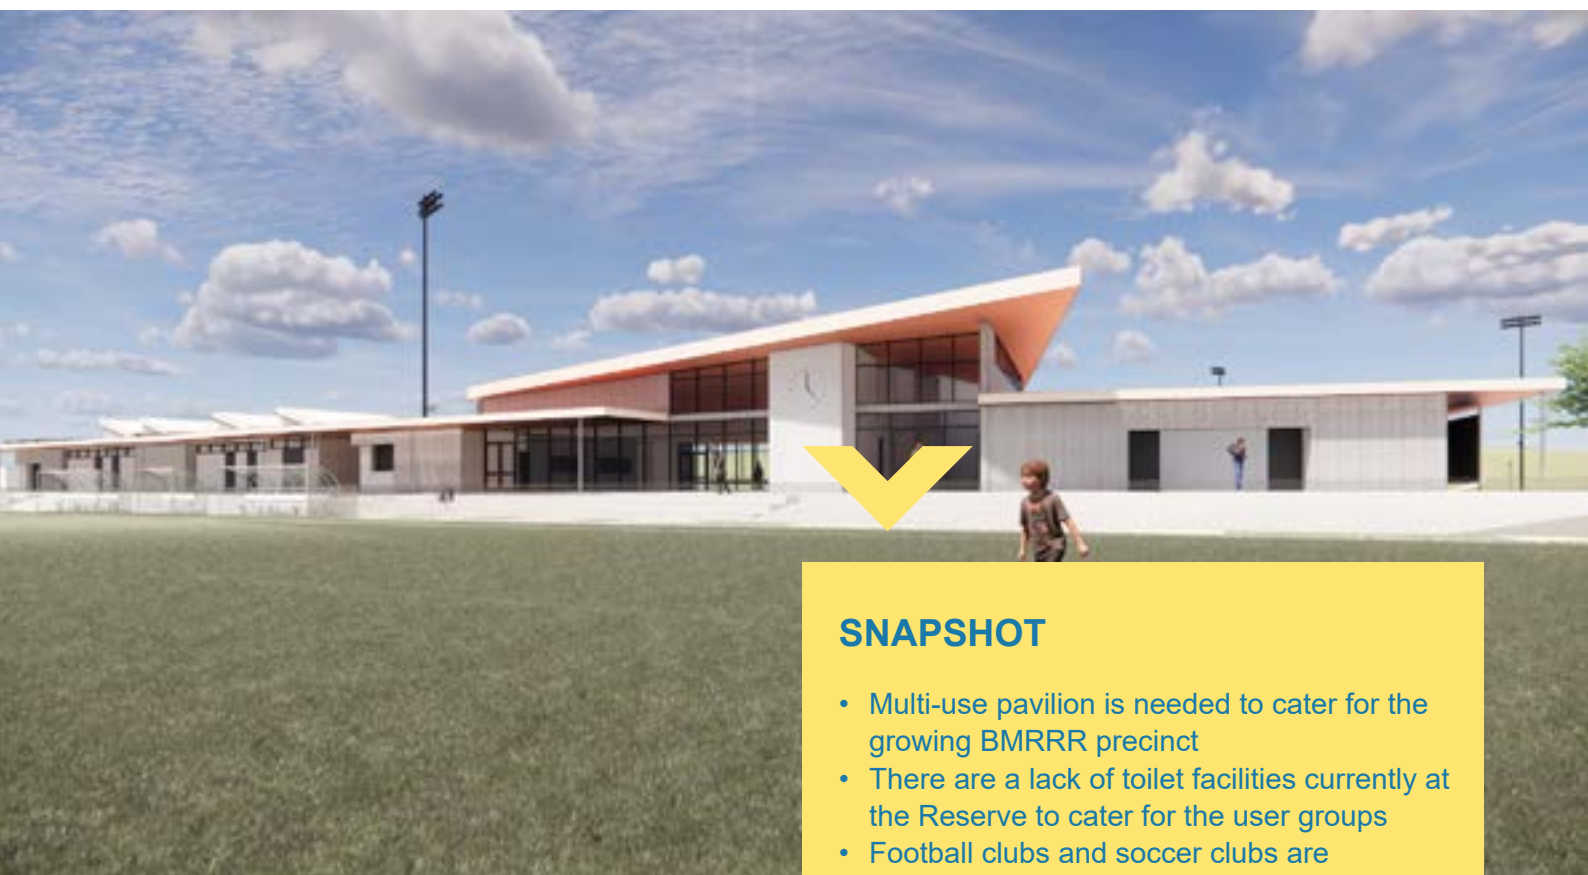 SNAPSHOT
• Multi-use pavilion is needed to cater for the
growing BMRRR precinct
• There are a lack of toilet facilities currently at
the Reserve to cater for the user groups
• Football clubs and soccer clubs are